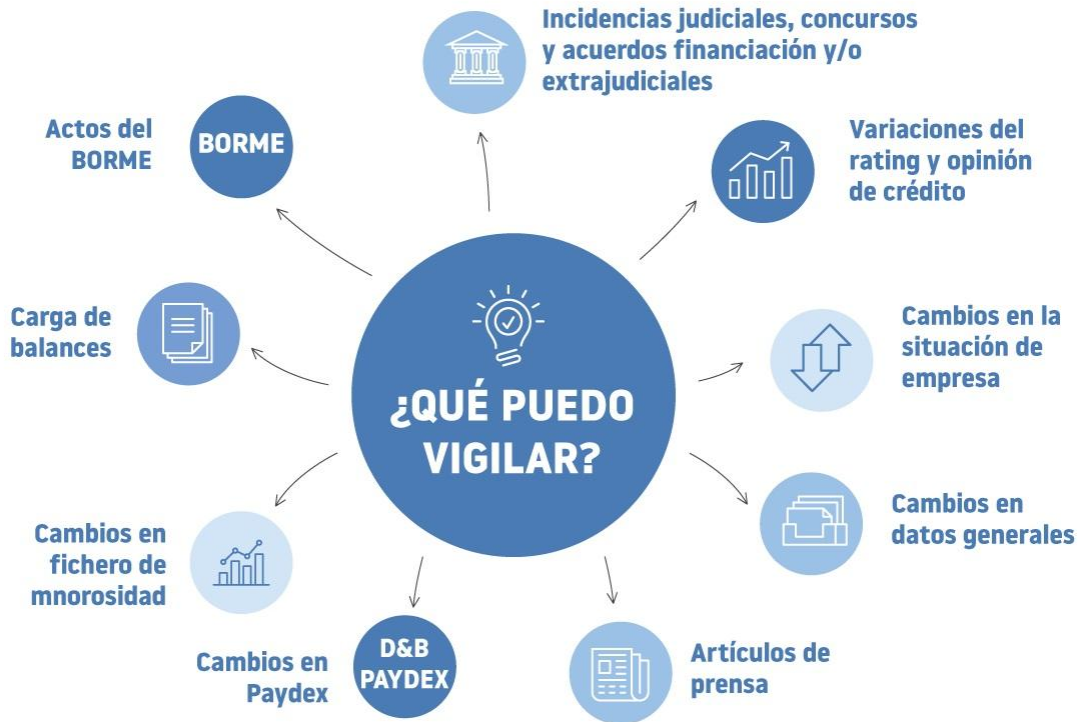 Incidencias judiciales, concursos
y acuerdos financiación y/o
extrajudiciales
Actos del
BORME
BORME
Variaciones del
rating y opinión
de crédito
Carga de
balances
¿QUÉ PUEDO
VIGILAR?
Cambios en la
situación de
empresa
Cambios en
datos generales
Cambios en
fichero de
mnorosidad
Cambios en
Paydex
D&B
PAYDEX
Artículos de
prensa